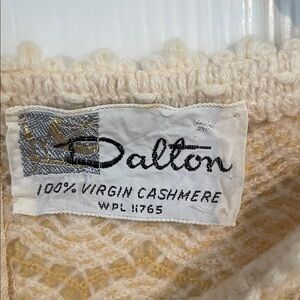 Dalton
100% VIRGIN CASHMERE
WPL 11765